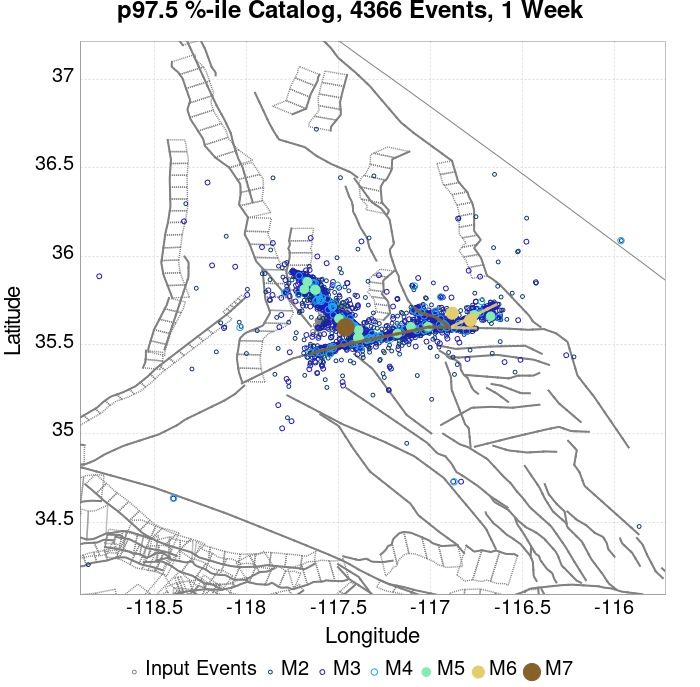 p97.5 %-ile Catalog, 4366 Events, 1 Week
37
36.5
36
35.5
35
34.5
Latitude
-118.5 -118 -117.5 -117 -116.5 -116
Longitude
Input Events M2 M3 M4 M5 M6 M7